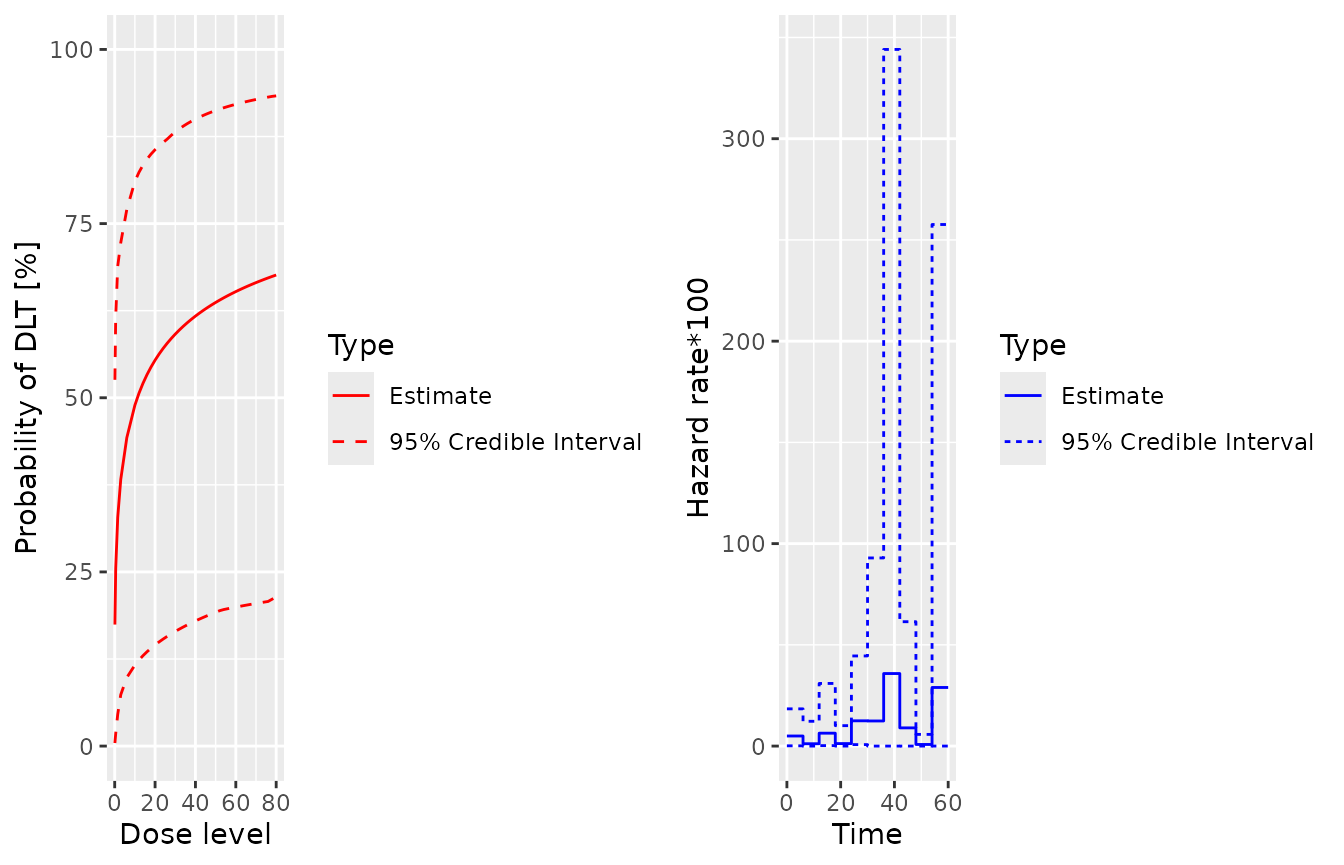 100
75
50
25
0
Probability of DLT [%]
0 20 40 60 80
Dose level
Type
Estimate
95% Credible Interval
300
200
100
0
Hazard rate*100
0 20 40 60
Time
Type
Estimate
95% Credible Interval